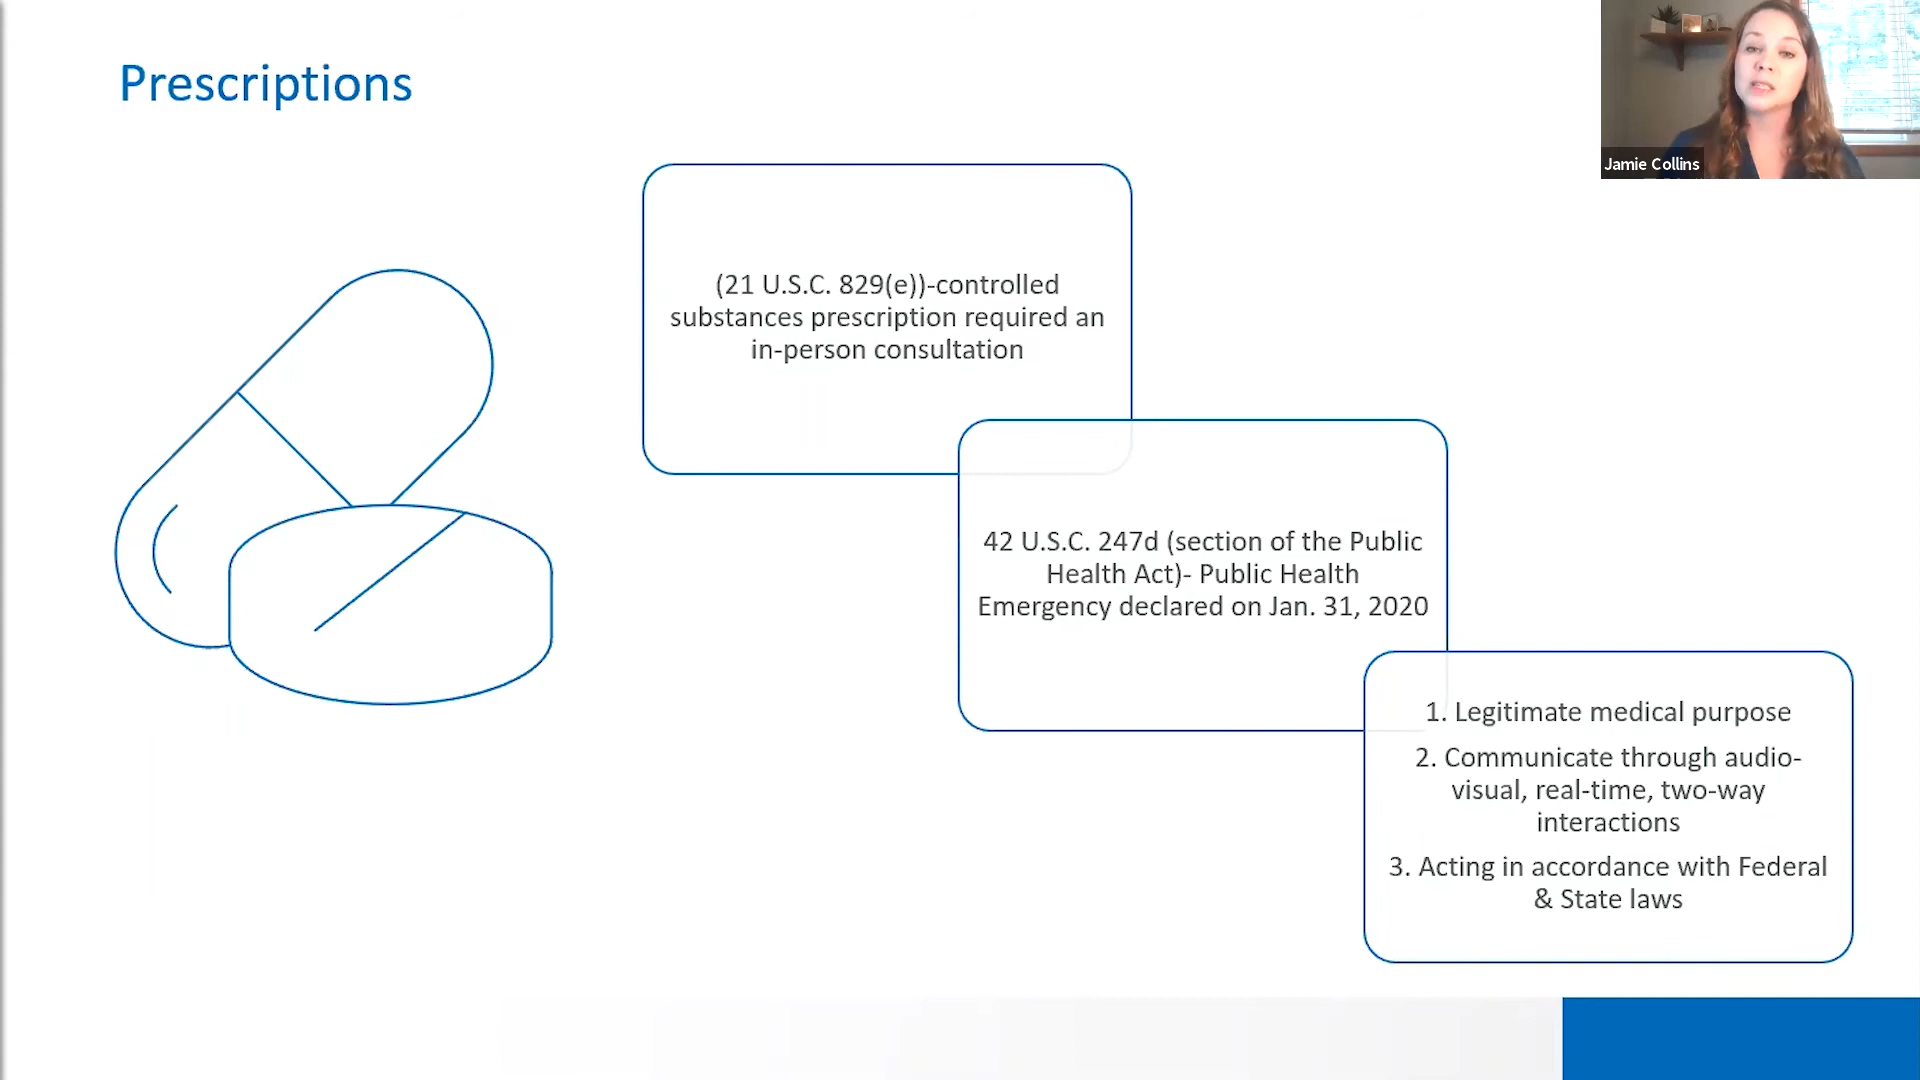 Prescriptions
Jamie Collins
(21 U.S.C. 829(e))-controlled
substances prescription required an
in-person consultation
42 U.S.C. 247d (section of the Public
Health Act)- Public Health
Emergency declared on Jan. 31, 2020
1. Legitimate medical purpose
2. Communicate through audio-
visual, real-time, two-way
interactions
3. Acting in accordance with Federal
& State laws